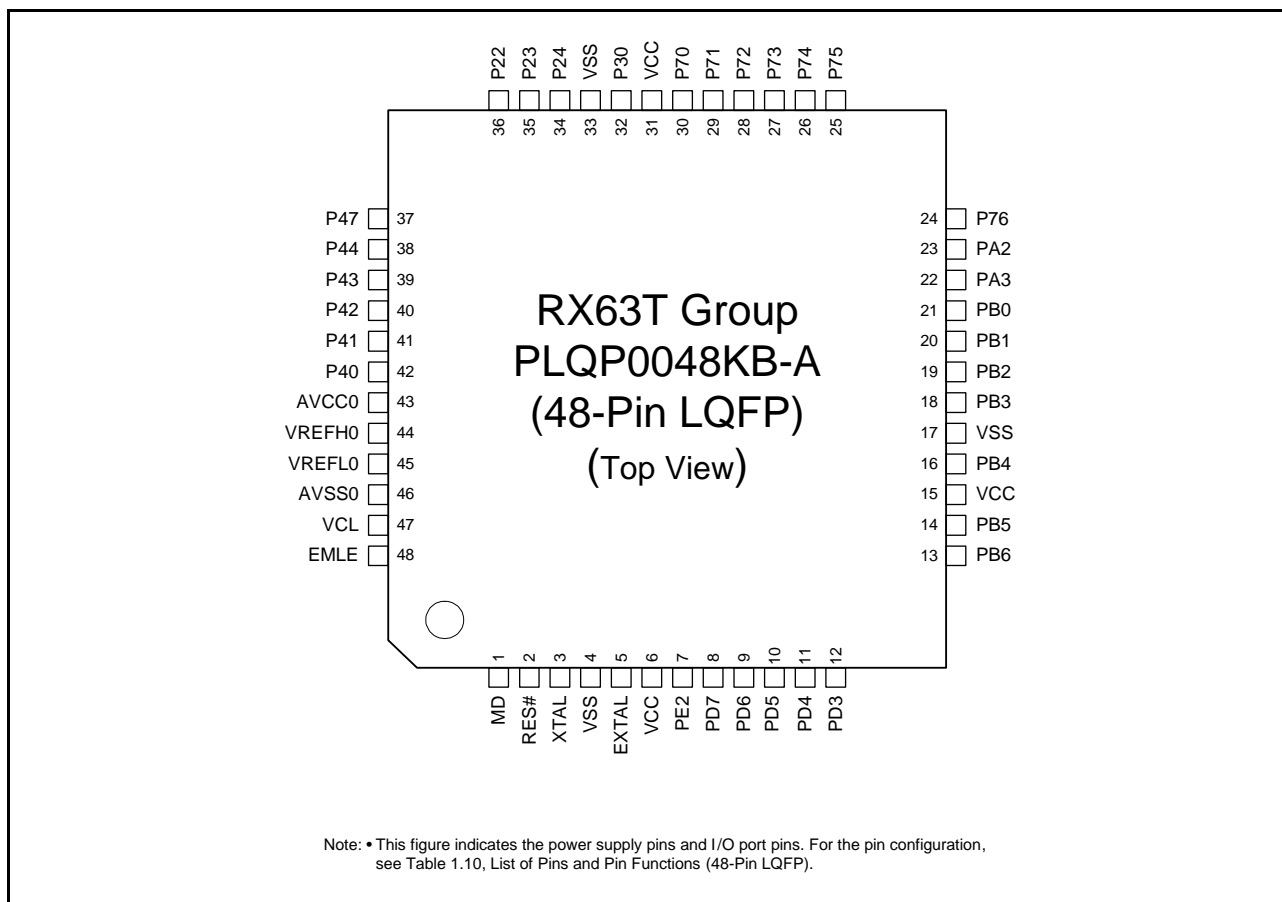 P22 P23 P24 VSS P30 VCC P70 P71 P72 P73 P74 P75
36 35 34 33 32 31 30 29 28 27 26 25
P47 37 24 P76
P44 38 23 PA2
P43 39 22 PA3
P42 40 21 PB0
P41 41 20 PB1
P40 42 19 PB2
AVCC0 43 18 PB3
VREFH0 44 17 VSS
VREFL0 45 16 PB4
AVSS0 46 15 VCC
VCL 47 14 PB5
EMLE 48 13 PB6
RX63T Group
PLQP0048KB-A
(48-Pin LQFP)
(Top View)
1 2 3 4 5 6 7 8 9 10 11 12
MD RES# XTAL VSS EXTAL VCC PE2 PD7 PD6 PD5 PD4 PD3
Note: • This figure indicates the power supply pins and I/O port pins. For the pin configuration,
see Table 1.10, List of Pins and Pin Functions (48-Pin LQFP).